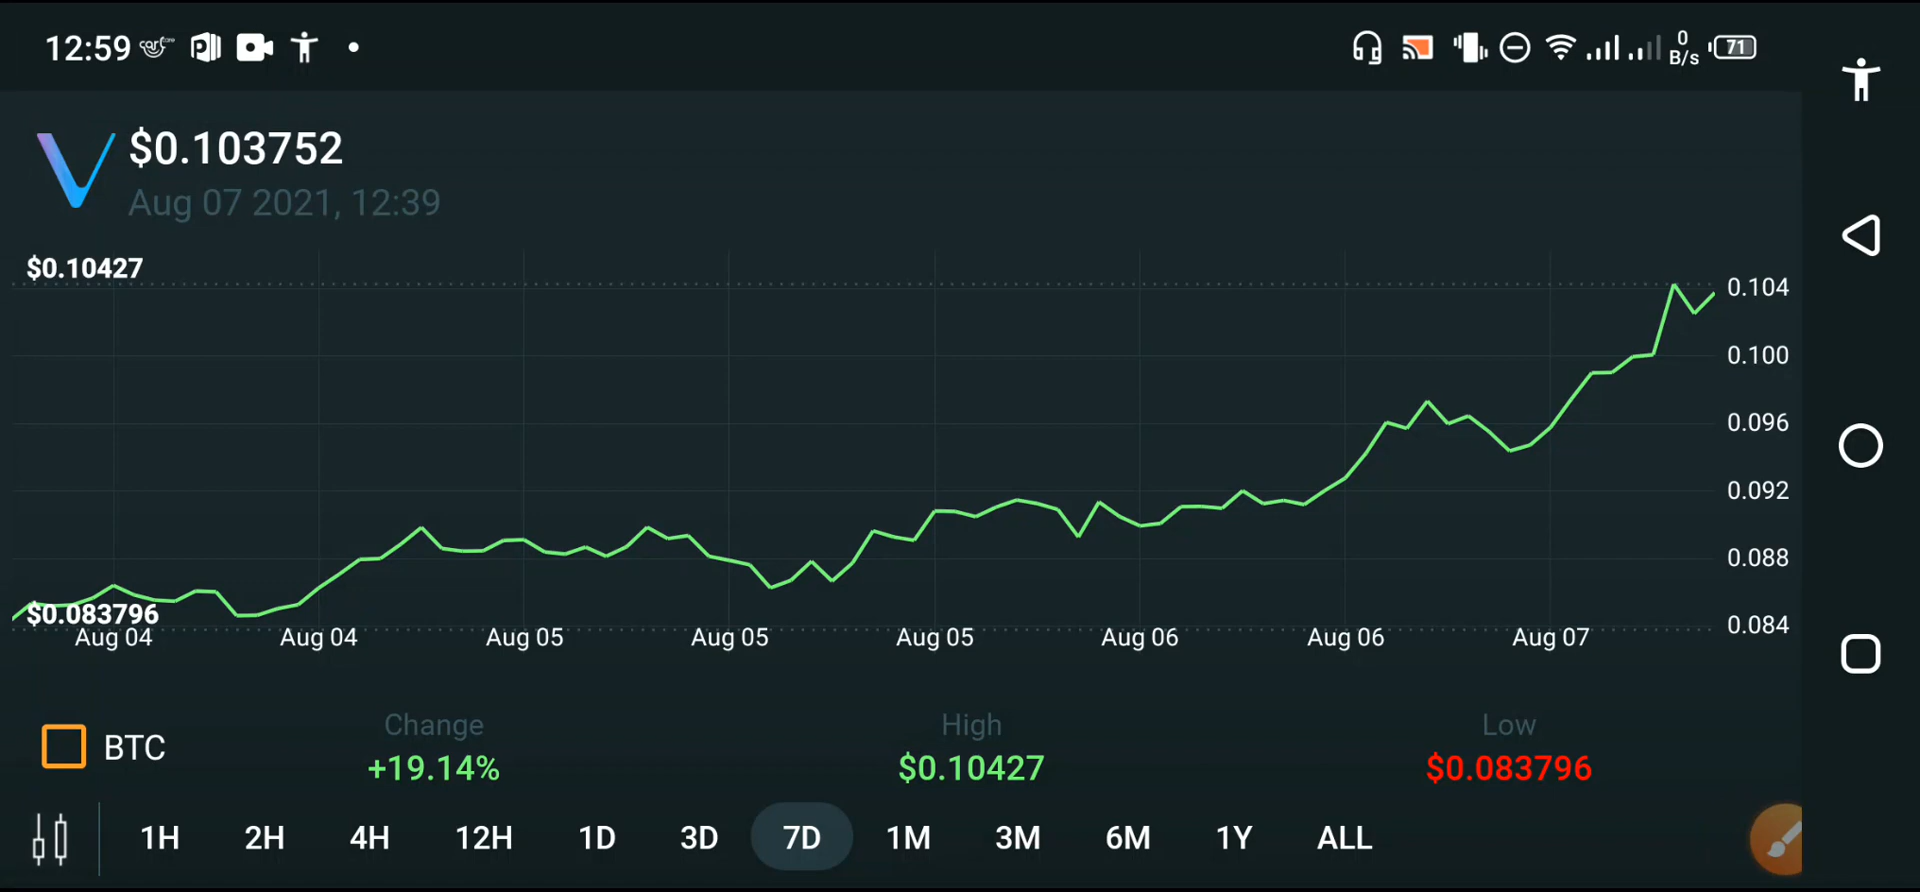 12:59
0
B/s
71
$0.103752
Aug 07 2021, 12:39
$0.10427
0.104
0.100
0.096
0.092
0.088
0.084
$0.083796
Aug 04 Aug 04 Aug 05 Aug 05 Aug 05 Aug 06 Aug 06 Aug 07
BTC
Change
+19.14%
High
$0.10427
Low
$0.083796
1H 2H 4H 12H 1D 3D 7D 1M 3M 6M 1Y ALL